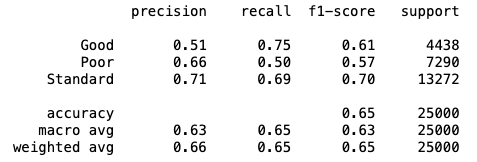 precision recall f1-score support
Good 0.51 0.75 0.61 4438
Poor 0.66 0.50 0.57 7290
Standard 0.71 0.69 0.70 13272
accuracy 0.65 25000
macro avg 0.63 0.65 0.63 25000
weighted avg 0.66 0.65 0.65 25000